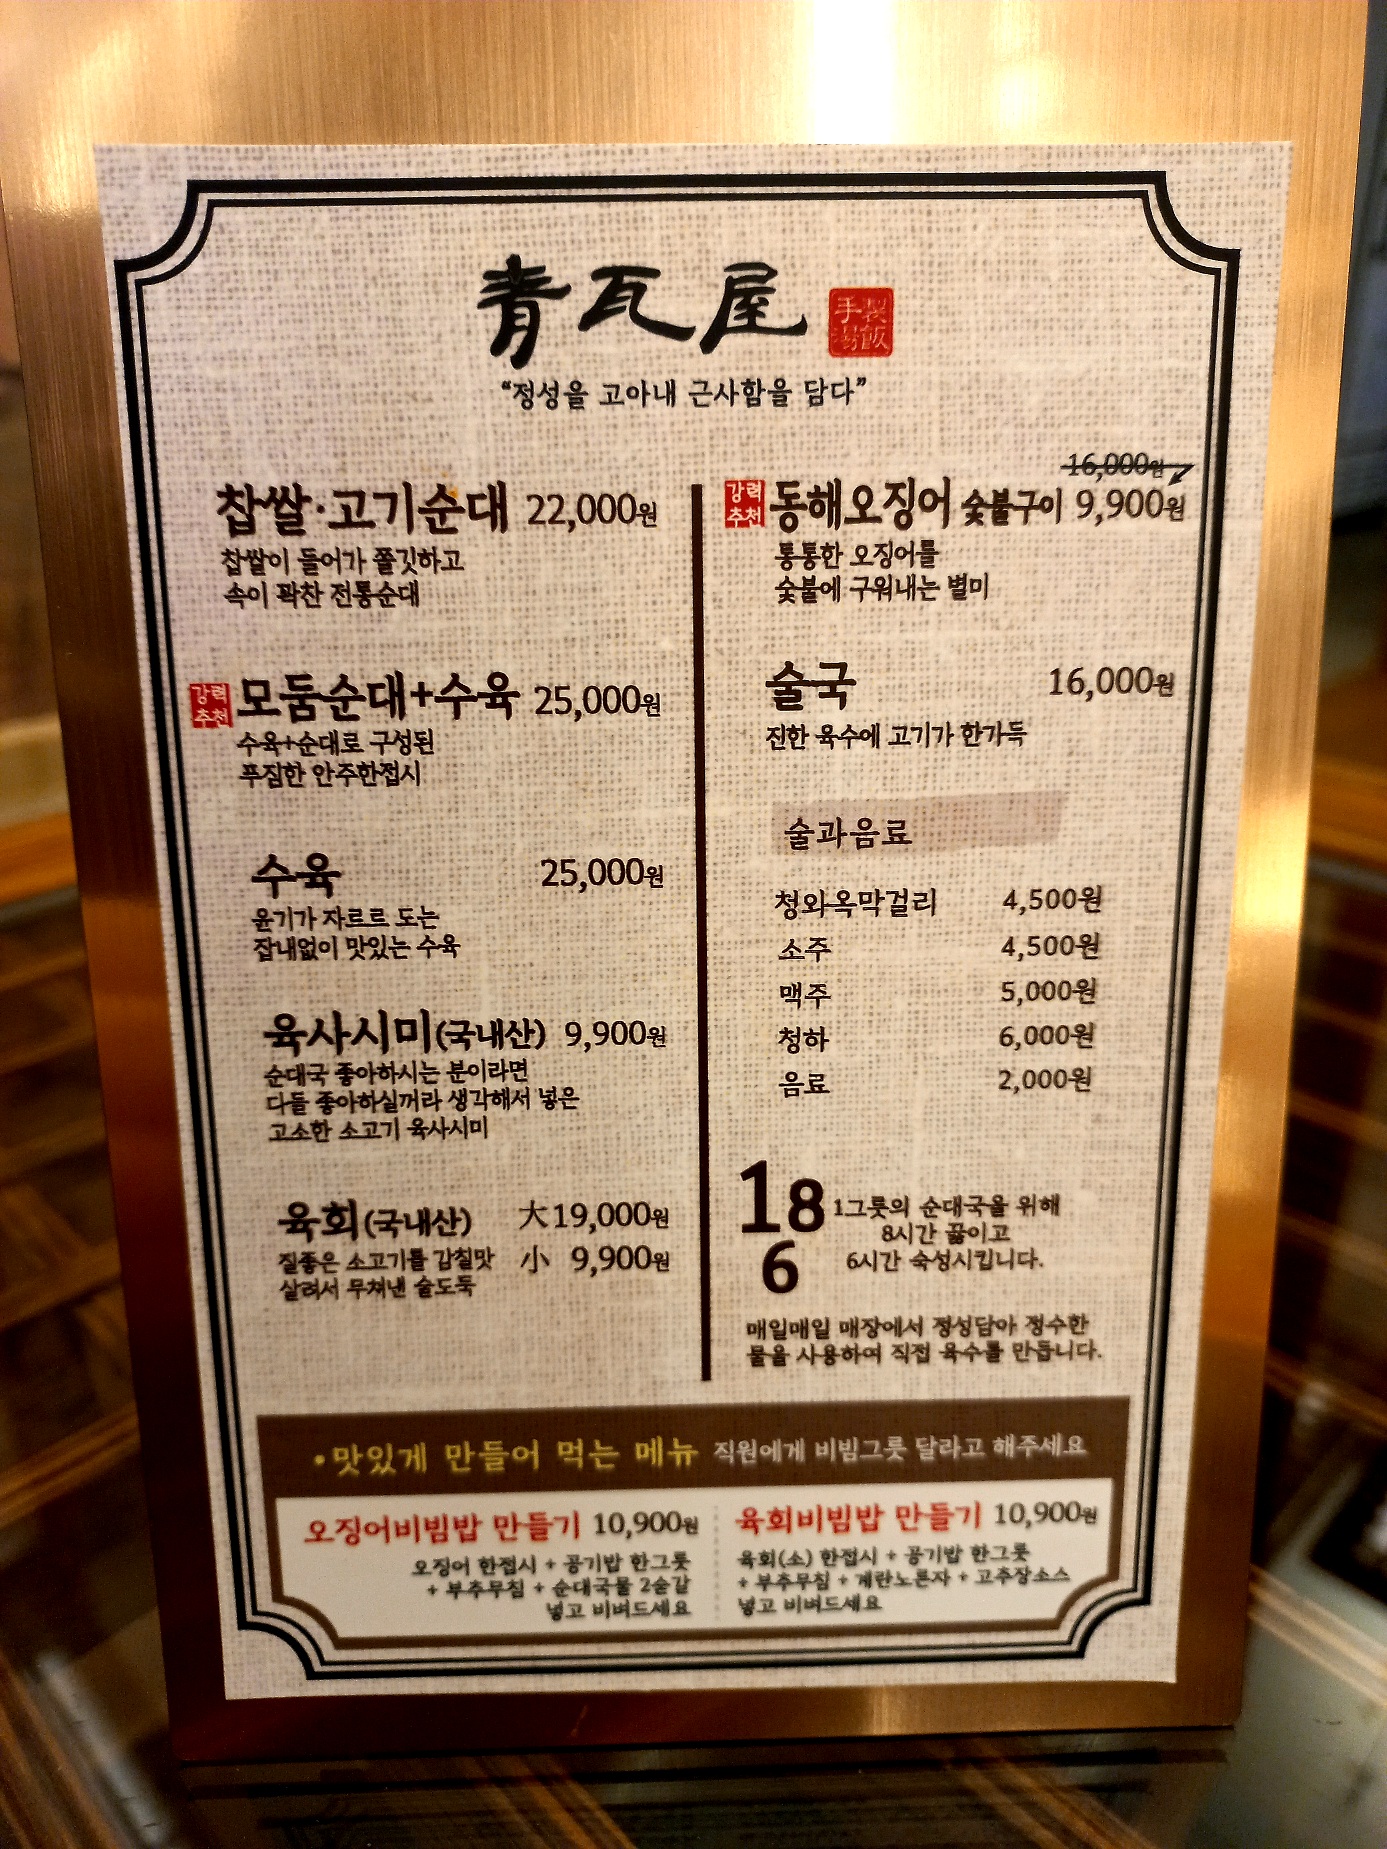 青瓦屋
手製
湯飯
“정성을 고아내 근사함을 담다”
찹쌀·고기순대 22,000원
찹쌀이 들어가 쫄깃하고
속이 꽉찬 전통순대
강력
추천
모둠순대+수육 25,000원
수육+순대로 구성된
푸짐한 안주한접시
수육 25,000원
윤기가 자르르 도는
잡내없이 맛있는 수육
육사시미(국내산) 9,900원
순대국 좋아하시는 분이라면
다들 좋아하실꺼라 생각해서 넣은
고소한 소고기 육사시미
육회(국내산) 大19,000원
小 9,900원
질좋은 소고기를 감칠맛
살려서 무쳐낸 술도둑
16,000원
강력
추천
동해오징어 숯불구이 9,900원
통통한 오징어를
숯불에 구워내는 별미
술국 16,000원
진한 육수에 고기가 한가득
술과음료
청와옥막걸리 4,500원
소주 4,500원
맥주 5,000원
청하 6,000원
음료 2,000원
18
6
1그릇의 순대국을 위해
8시간 끓이고
6시간 숙성시킵니다.
매일매일 매장에서 정성담아 정수한
물을 사용하여 직접 육수를 만듭니다.
•맛있게 만들어 먹는 메뉴 직원에게 비빔그릇 달라고 해주세요
오징어비빔밥 만들기 10,900원
오징어 한접시 + 공기밥 한그릇
+ 부추무침 + 순대국물 2숟갈
넣고 비벼드세요
육회비빔밥 만들기 10,900원
육회(소) 한접시 + 공기밥 한그릇
+ 부추무침 + 계란노른자 + 고추장소스
넣고 비벼드세요